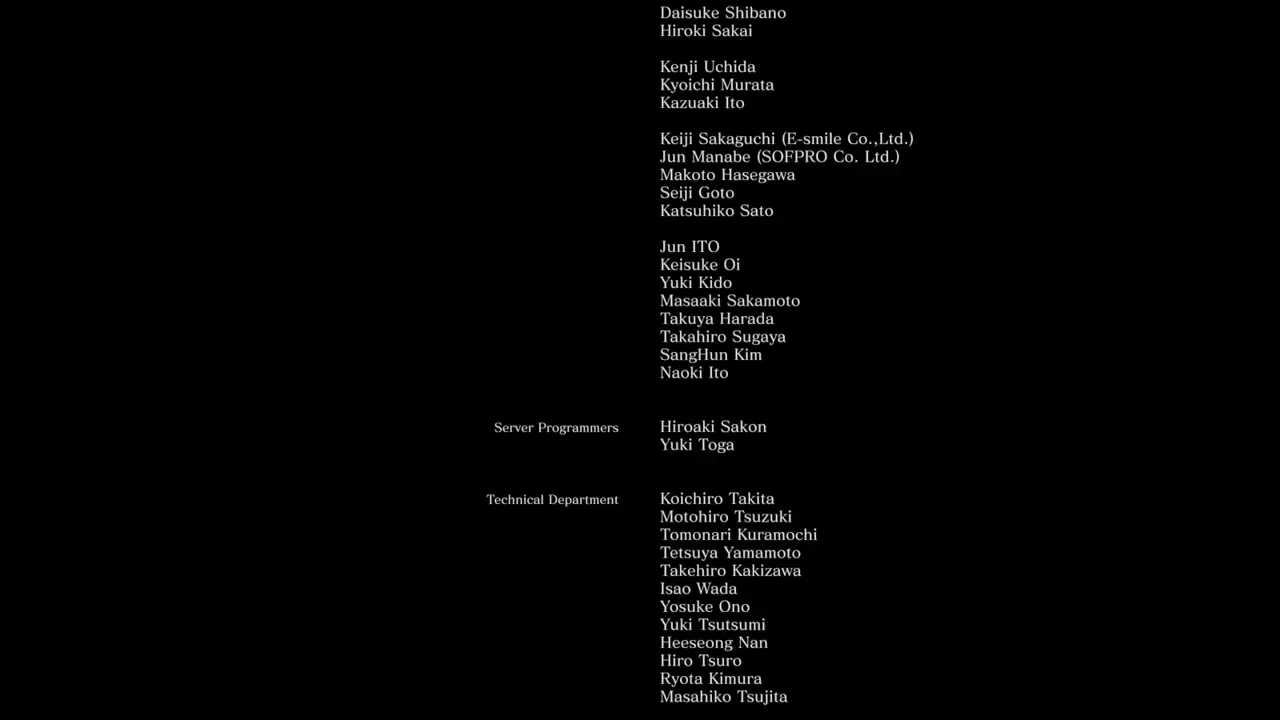 Daisuke Shibano
Hiroki Sakai
Kenji Uchida
Kyoichi Murata
Kazuaki Ito
Keiji Sakaguchi (E-smile Co.,Ltd.)
Jun Manabe (SOFPRO Co. Ltd.)
Makoto Hasegawa
Seiji Goto
Katsuhiko Sato
Jun ITO
Keisuke Oi
Yuki Kido
Masaaki Sakamoto
Takuya Harada
Takahiro Sugaya
SangHun Kim
Naoki Ito
Server Programmers Hiroaki Sakon
Yuki Toga
Technical Department Koichiro Takita
Motohiro Tsuzuki
Tomonari Kuramochi
Tetsuya Yamamoto
Takehiro Kakizawa
Isao Wada
Yosuke Ono
Yuki Tsutsumi
Heeseong Nan
Hiro Tsuro
Ryota Kimura
Masahiko Tsujita